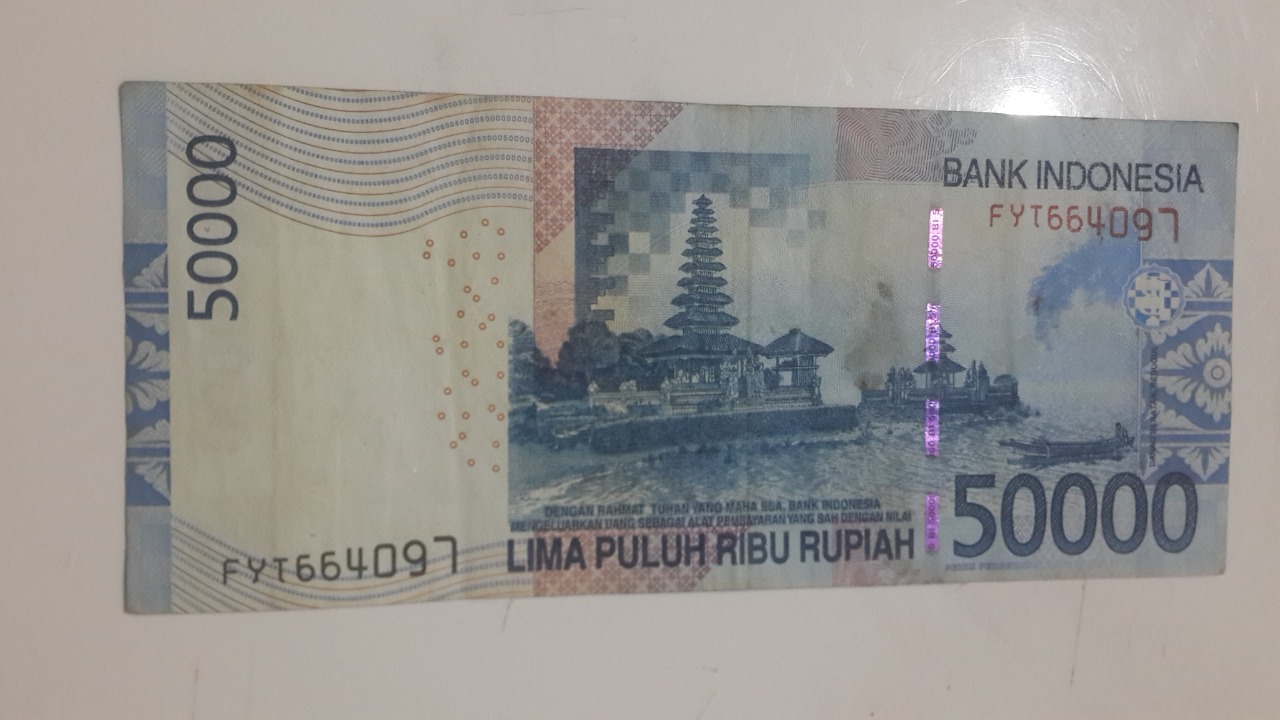 50000
BANK INDONESIA
FYT664097
DENGAN RAHMAT TUHAN YANG MAHA ESA, BANK INDONESIA
MENGELUARKAN UANG SEBAGAI ALAT PEMBAYARAN YANG SAH DENGAN NILAI
LIMA PULUH RIBU RUPIAH
50000
FYT664097